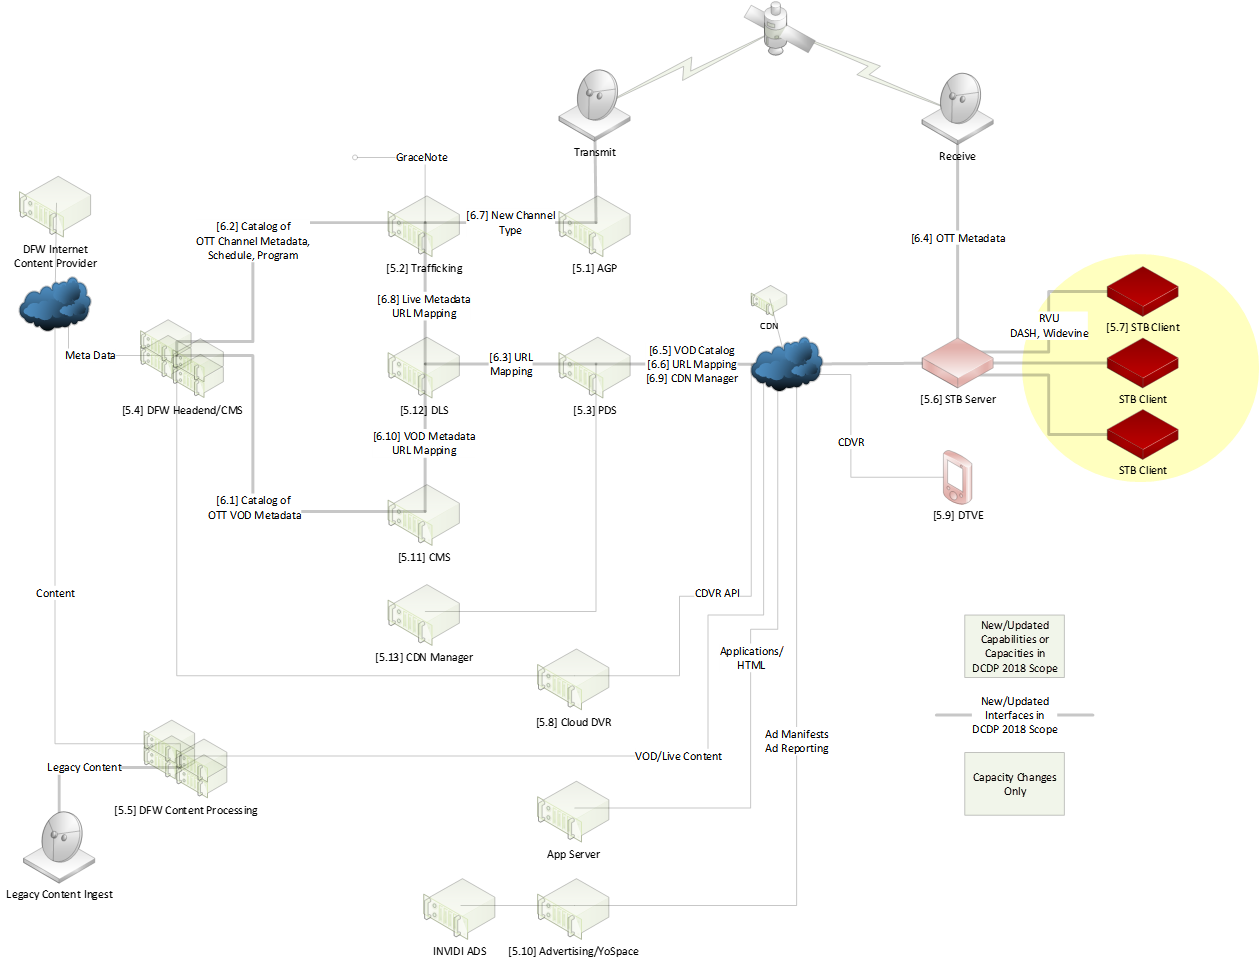 Transmit
Receive
GraceNote
DFW Internet
Content Provider
[6.2] Catalog of
OTT Channel Metadata,
Schedule, Program
[6.7] New Channel
Type
[5.2] Trafficking
[5.1] AGP
[6.4] OTT Metadata
[6.8] Live Metadata
URL Mapping
CDN
RVU
DASH, Widevine
[5.7] STB Client
Meta Data
[6.3] URL
Mapping
[6.5] VOD Catalog
[6.6] URL Mapping
[6.9] CDN Manager
[5.4] DFW Headend/CMS
[5.12] DLS
[5.3] PDS
[5.6] STB Server
STB Client
[6.10] VOD Metadata
URL Mapping
CDVR
STB Client
[6.1] Catalog of
OTT VOD Metadata
[5.9] DTVE
[5.11] CMS
Content
CDVR API
[5.13] CDN Manager
Applications/
HTML
New/Updated
Capabilities or
Capacities in
DCDP 2018 Scope
[5.8] Cloud DVR
New/Updated
Interfaces in
DCDP 2018 Scope
Ad Manifests
Ad Reporting
VOD/Live Content
Legacy Content
Capacity Changes
Only
[5.5] DFW Content Processing
App Server
Legacy Content Ingest
INVIDI ADS
[5.10] Advertising/YoSpace